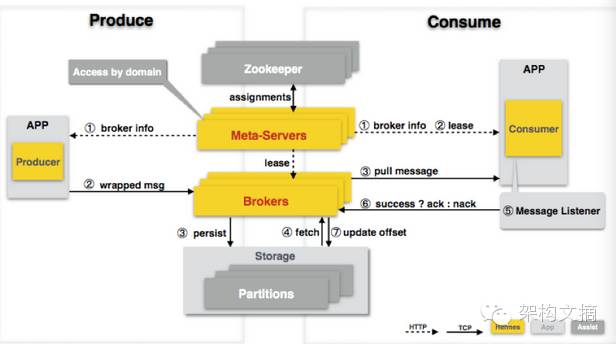 Produce
Consume
Zookeeper
Access by domain
assignments
APP
APP
① broker info
Meta-Servers
① broker info ② lease
Consumer
Producer
lease
③ pull message
② wrapped msg
Brokers
⑥ success ? ack : nack
⑤ Message Listener
③ persist
④ fetch
⑦ update offset
Storage
Partitions
架构文摘
HTTP
TCP
Hermes
App
Assist